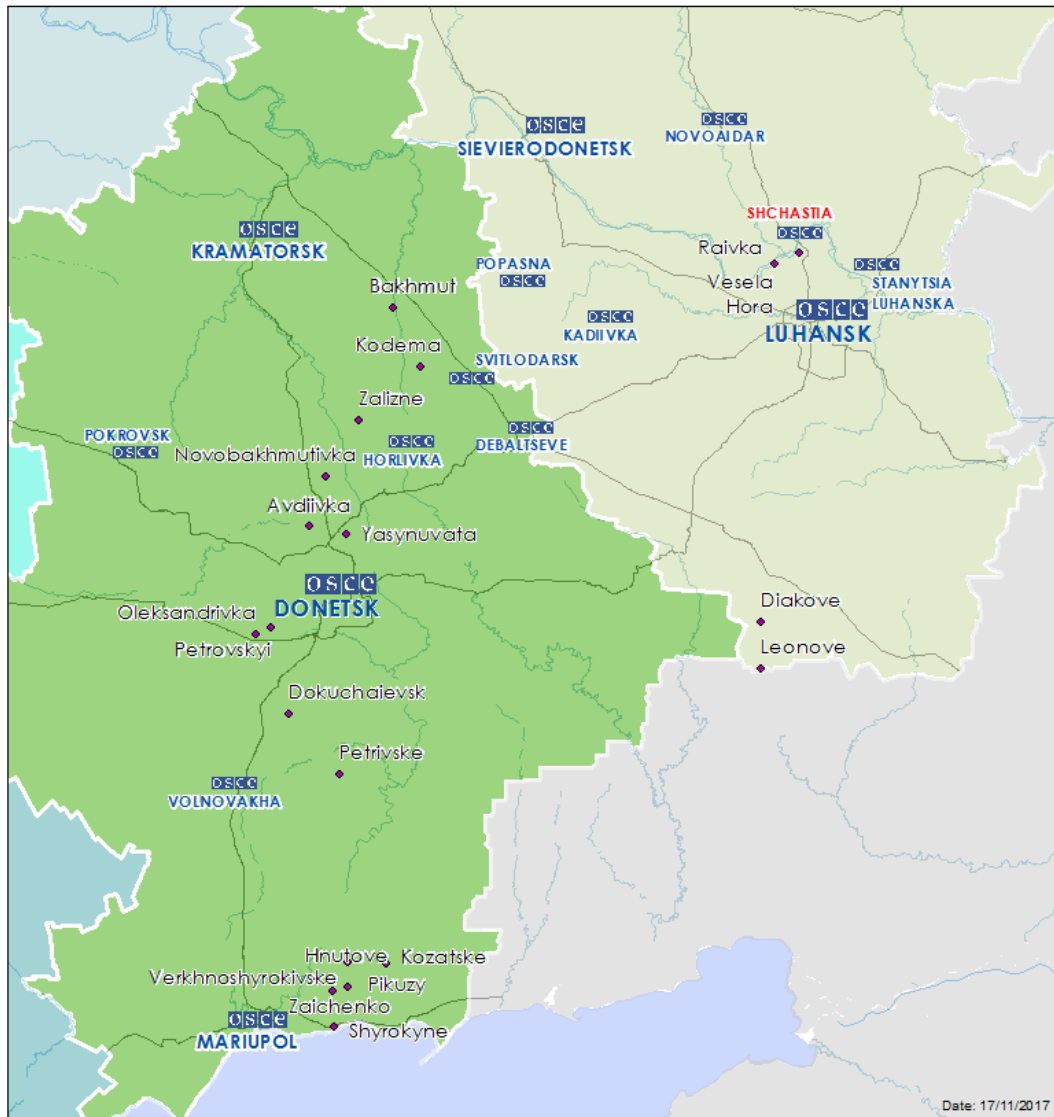 OSCE
SIEVIERODONETSK
OSCE
NOVOAIDAR
SHCHASTIA
OSCE
OSCE
KRAMATORSK
Raivka
Vesela
Hora
POPASNA
OSCE
OSCE
STANYTSIA
LUHANSKA
Bakhmut
OSCE
KADIIVKA
OSCE
LUHANSK
Kodema
SVITLODARSK
OSCE
Zalizne
POKROVSK
OSCE
OSCE
HORLIVKA
OSCE
DEBALTSEVE
Novobakhmutivka
Avdiivka
Yasynuvata
OSCE
DONETSK
Oleksandrivka
Petrovskyi
Diakove
Leonove
Dokuchaievsk
Petrivske
OSCE
VOLNOVAKHA
Hnutove
Kozatske
Verkhnoshyrokivske
Pikuzy
Zaichenko
OSCE
MARIUPOL
Shyrokyne
Date: 17/11/2017